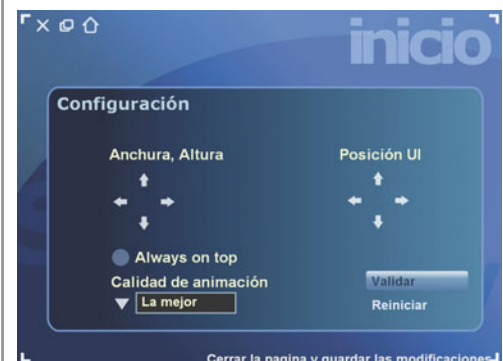 inicio
Configuración
Anchura, Altura
Posición UI
Always on top
Calidad de animación
La mejor
Validar
Reiniciar
Cerrar la pagina y guardar las modificaciones